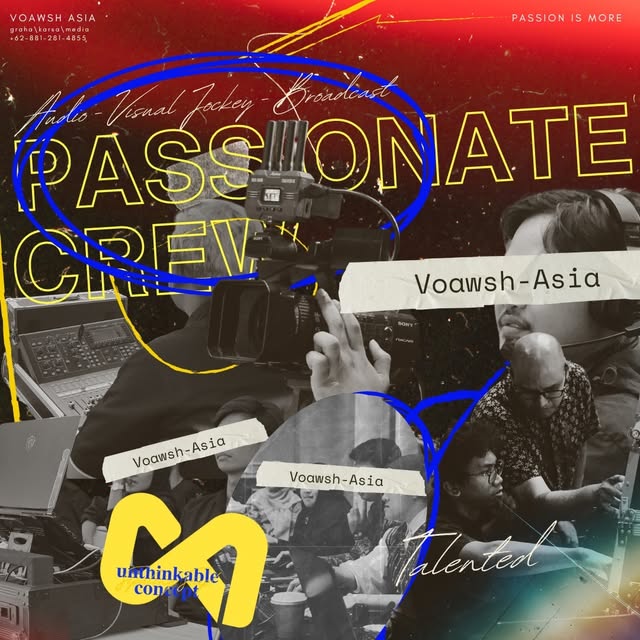 VOAWSH ASIA
graha\karsa\media
+62-881-281-4855
PASSION IS MORE
Audio - Visual Jockey - Broadcast
PASSIONATE
CREW
Voawsh-Asia
SONY
Voawsh-Asia
Voawsh-Asia
Talented
unthinkable
concept